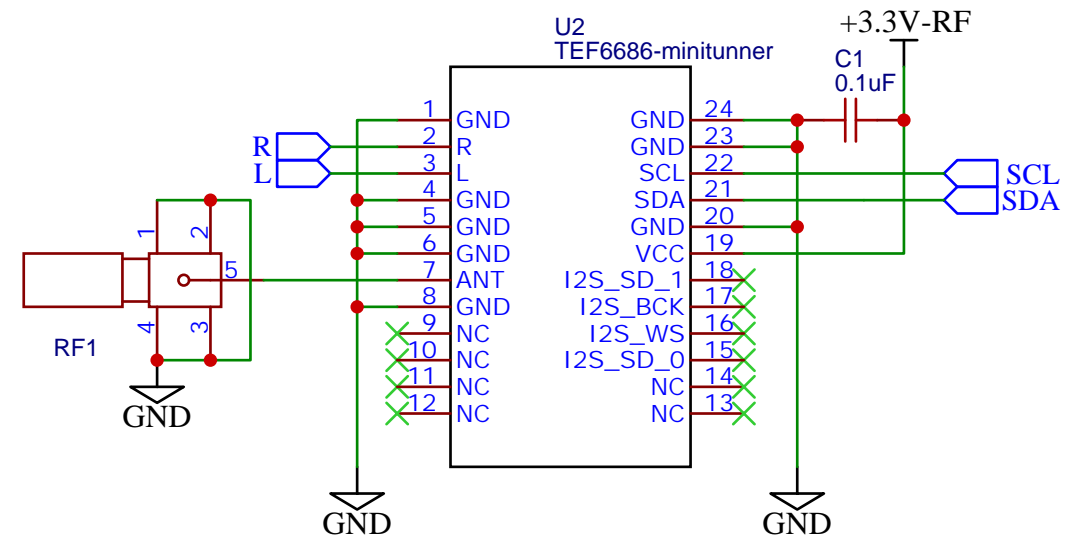 U2
TEF6686-minitunner
+3.3V-RF
C1
0.1uF
1 GND
2 R
3 L
4 GND
5 GND
6 GND
7 ANT
8 GND
9 NC
10 NC
11 NC
12 NC
GND 24
GND 23
SCL 22
SDA 21
GND 20
VCC 19
I2S_SD_1 18
I2S_BCK 17
I2S_WS 16
I2S_SD_0 15
NC 14
NC 13
R
L
SCL
SDA
1 2
5
4 3
RF1
GND
GND
GND